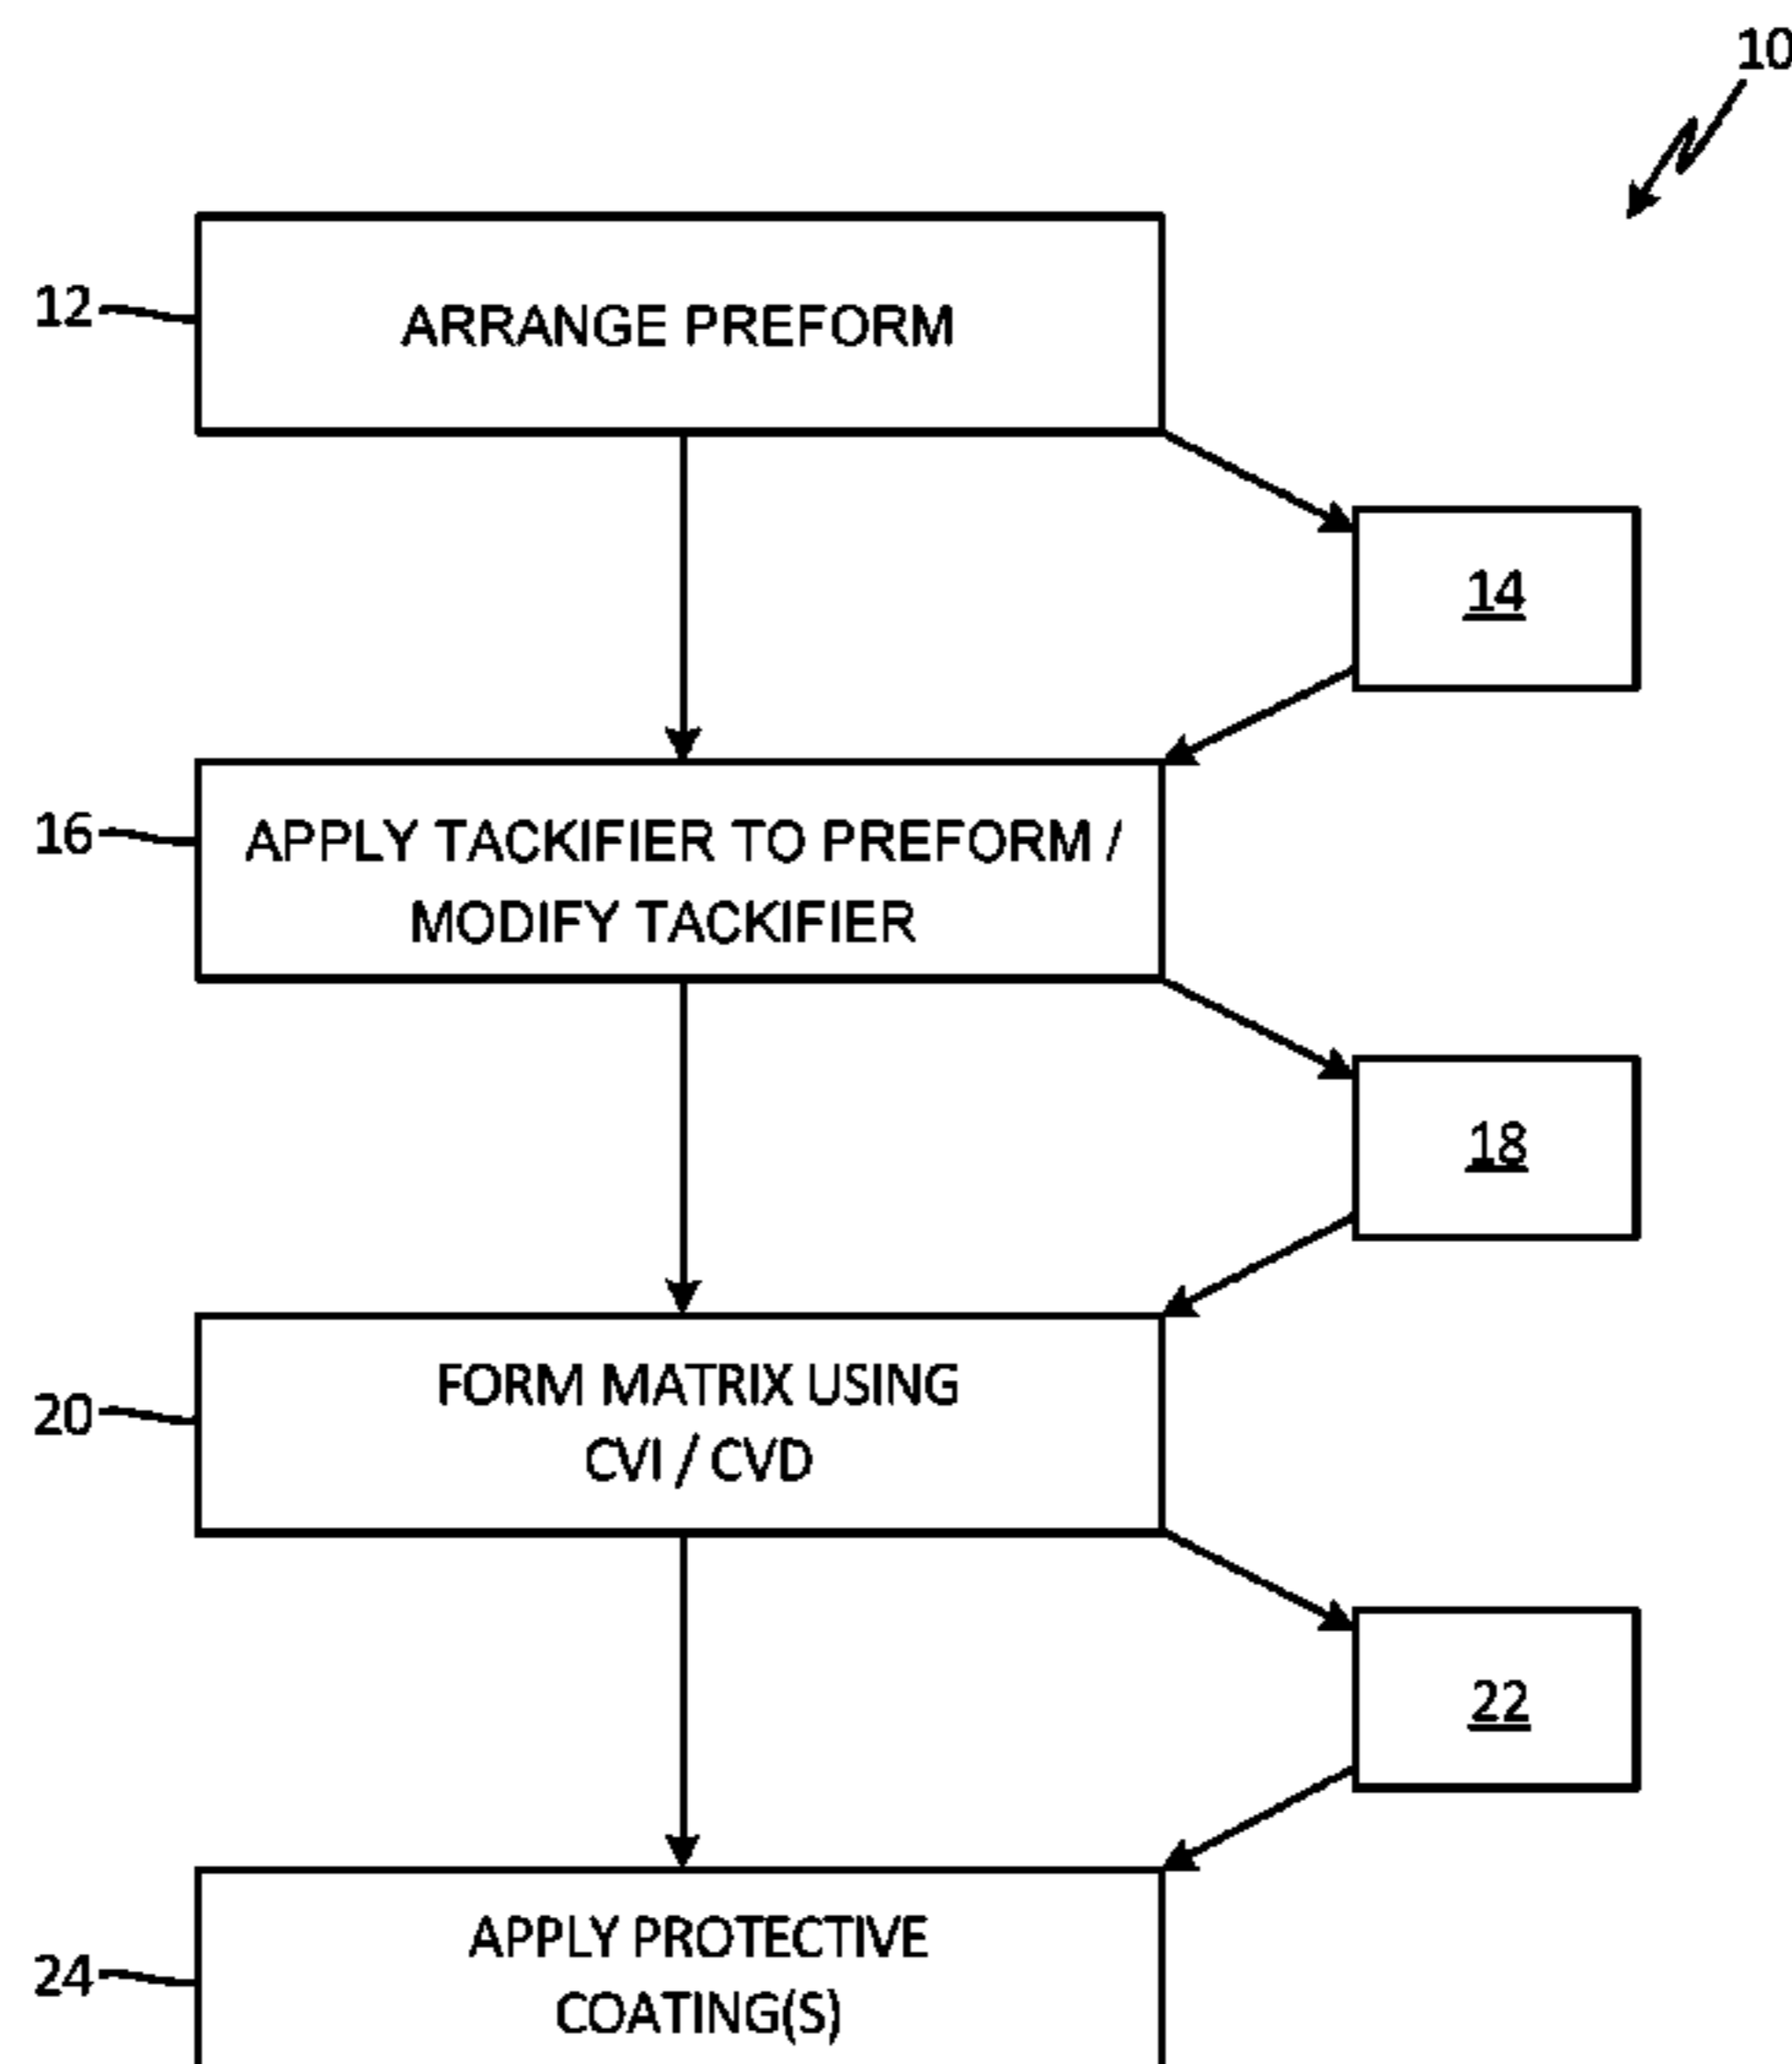 10
12
ARRANGE PREFORM
14
16
APPLY TACKIFIER TO PREFORM /
MODIFY TACKIFIER
18
20
FORM MATRIX USING
CVI / CVD
22
24
APPLY PROTECTIVE
COATING(S)